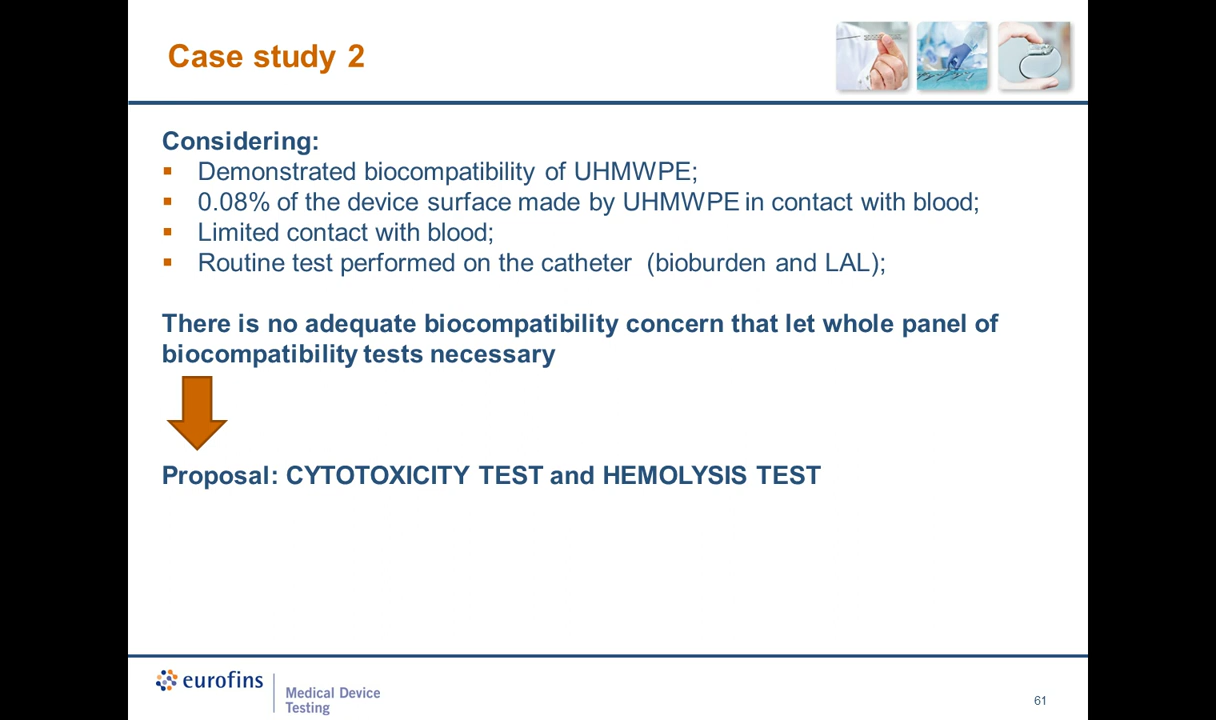 Case study 2
Considering:
▪ Demonstrated biocompatibility of UHMWPE;
▪ 0.08% of the device surface made by UHMWPE in contact with blood;
▪ Limited contact with blood;
▪ Routine test performed on the catheter (bioburden and LAL);
There is no adequate biocompatibility concern that let whole panel of
biocompatibility tests necessary
Proposal: CYTOTOXICITY TEST and HEMOLYSIS TEST
eurofins
Medical Device
Testing
61